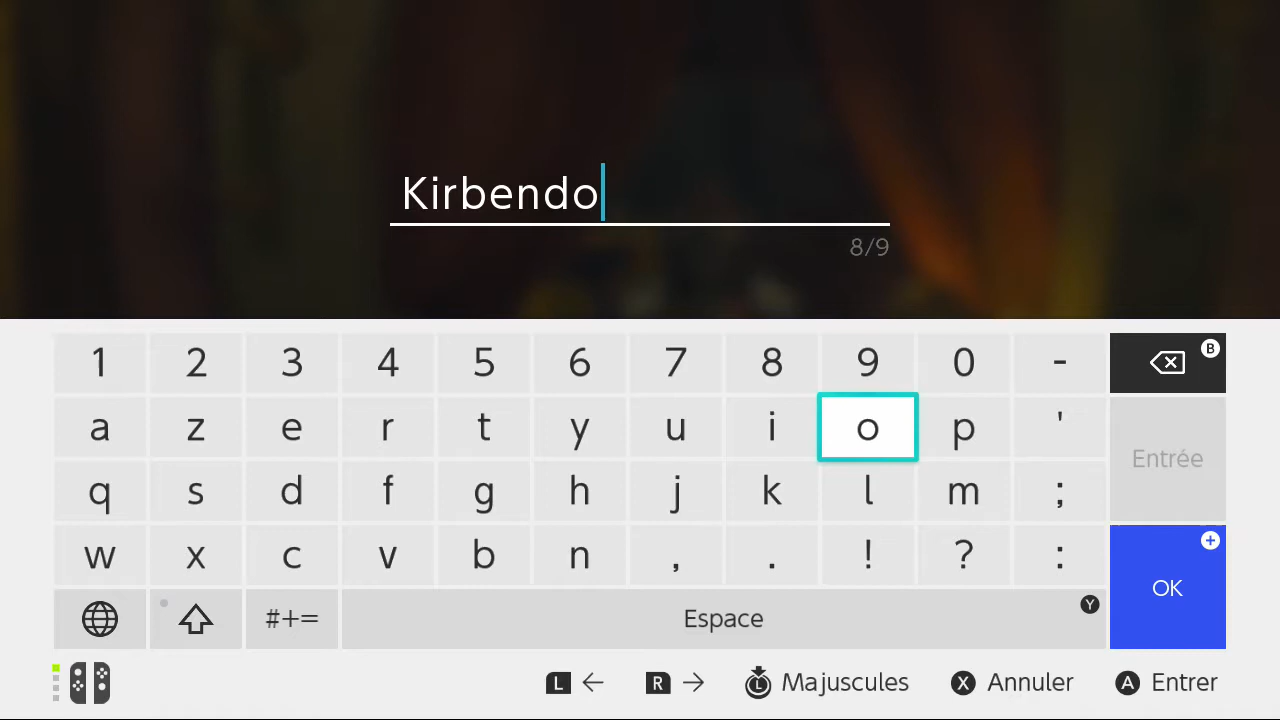 Kirbendo
8/9
1 2 3 4 5 6 7 8 9 0 - B
a z e r t y u i o p '
Entrée
q s d f g h j k l m ;
w x c v b n , . ! ? :
+
OK
#+= Espace Y
L ← R → L Majuscules X Annuler A Entrer